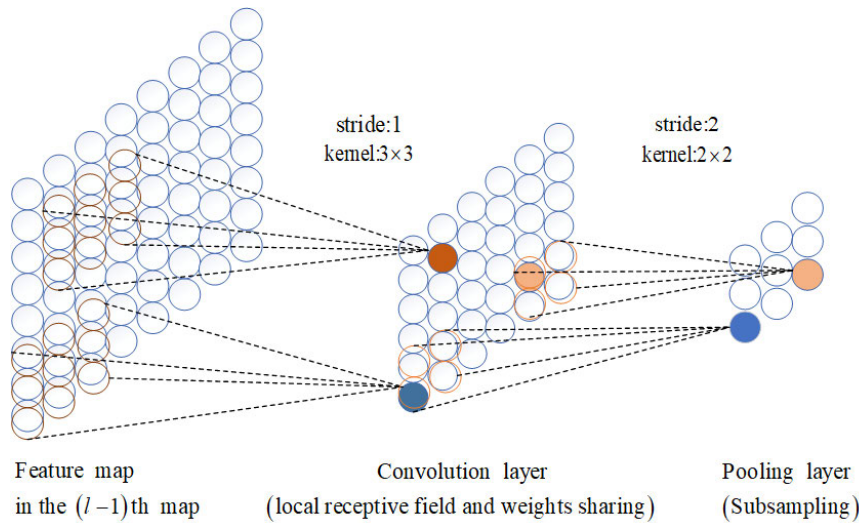 stride:1
kernel:3×3
stride:2
kernel:2×2
Feature map
in the (l−1)th map
Convolution layer
(local receptive field and weights sharing)
Pooling layer
(Subsampling)